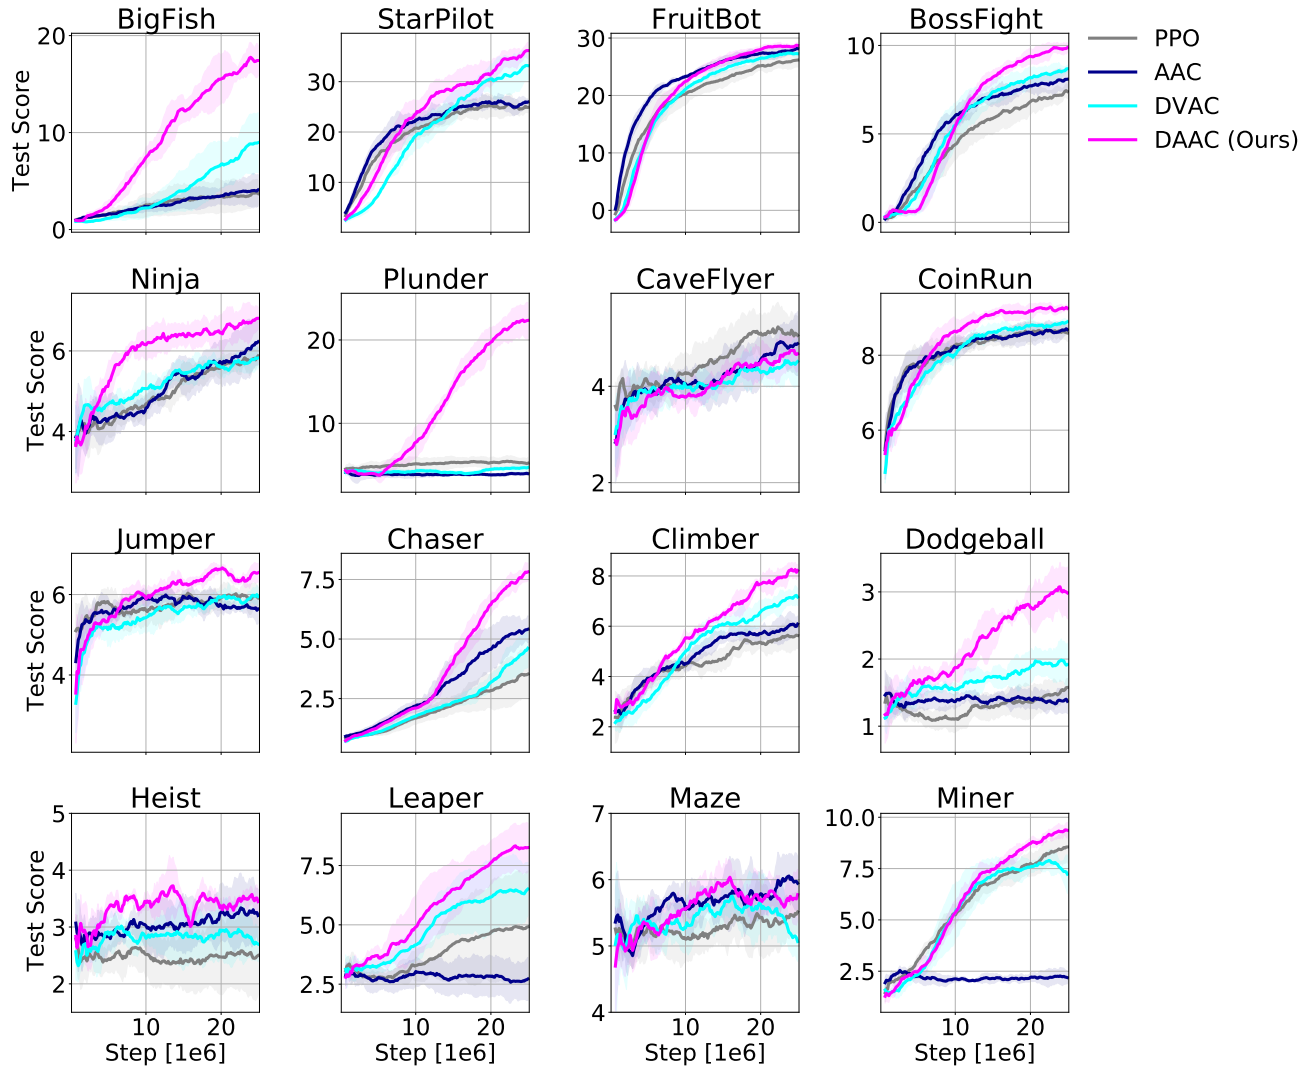 BigFish
StarPilot
FruitBot
BossFight
PPO
AAC
DVAC
DAAC (Ours)
Test Score
20
10
0
30
20
10
30
20
10
0
10
5
0
Ninja
Plunder
CaveFlyer
CoinRun
Test Score
6
4
20
10
4
2
8
6
Jumper
Chaser
Climber
Dodgeball
Test Score
6
4
7.5
5.0
2.5
8
6
4
2
3
2
1
Heist
Leaper
Maze
Miner
Test Score
5
4
3
2
7.5
5.0
2.5
7
6
5
4
10.0
7.5
5.0
2.5
10 20
10 20
10 20
10 20
Step [1e6]
Step [1e6]
Step [1e6]
Step [1e6]